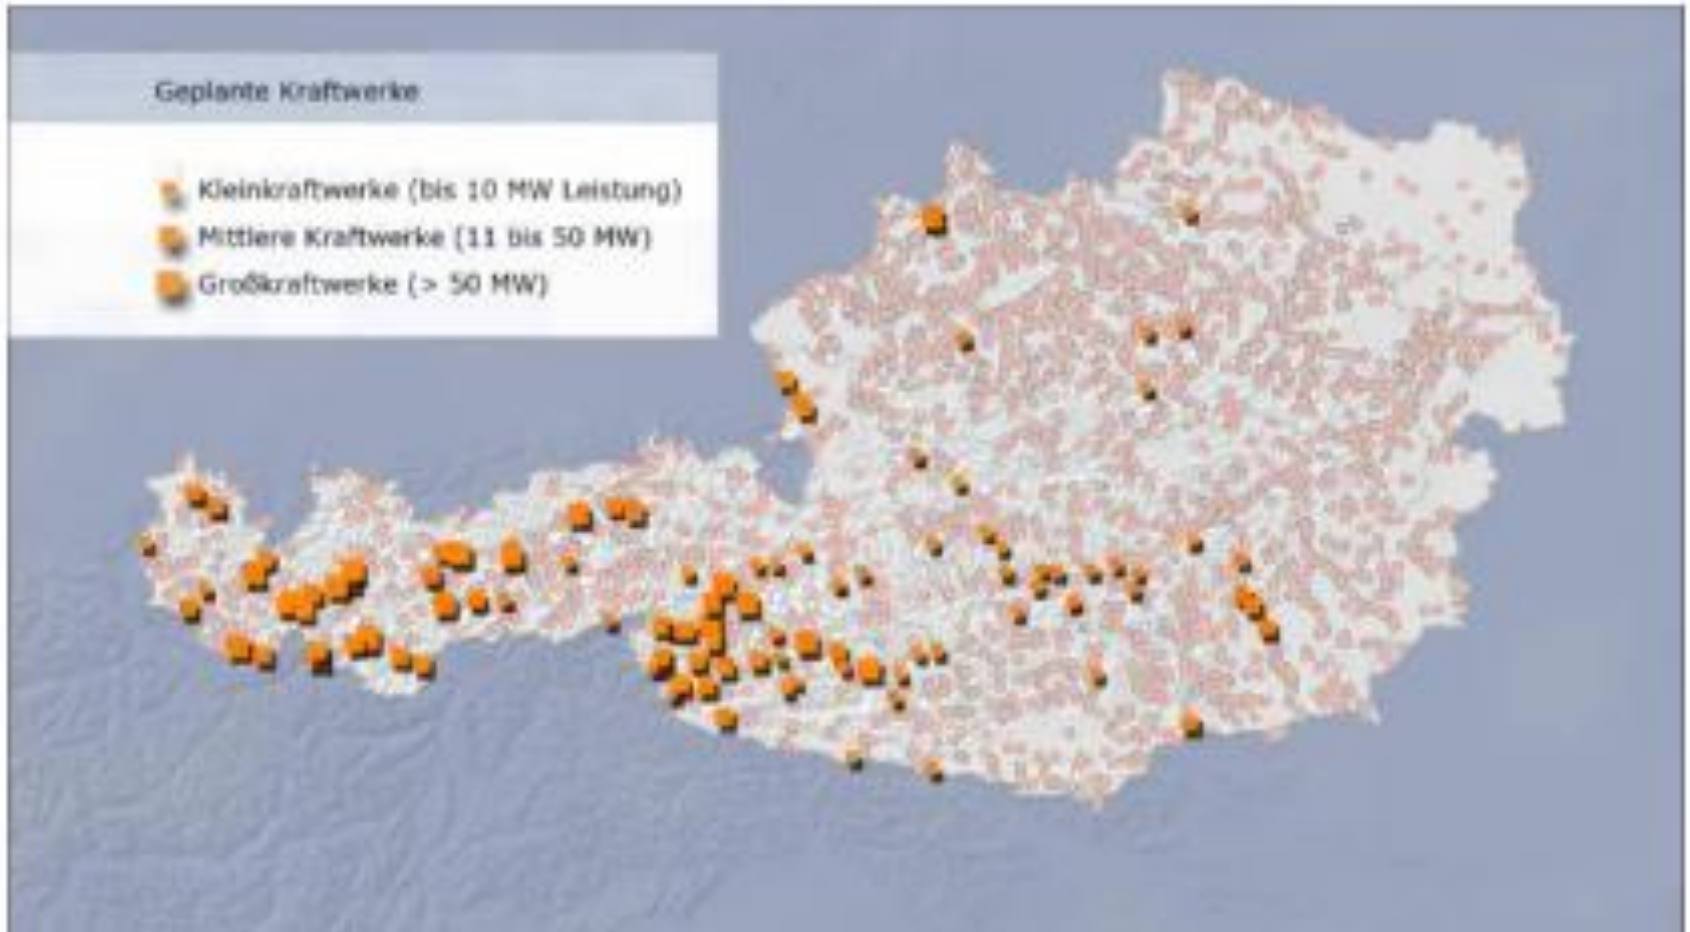 Geplante Kraftwerke
Kleinkraftwerke (bis 10 MW Leistung)
Mittlere Kraftwerke (11 bis 50 MW)
Großkraftwerke (> 50 MW)